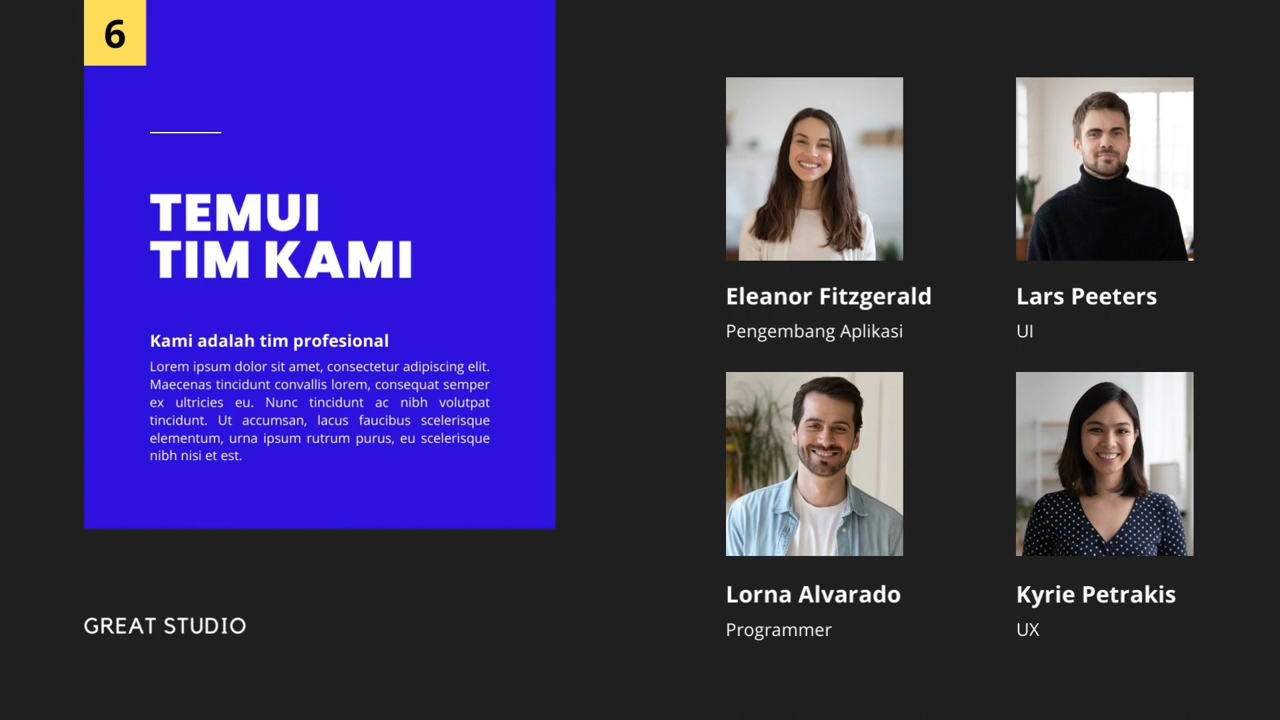 6
TEMUI
TIM KAMI
Kami adalah tim profesional
Lorem ipsum dolor sit amet, consectetur adipiscing elit.
Maecenas tincidunt convallis lorem, consequat semper
ex ultricies eu. Nunc tincidunt ac nibh volutpat
tincidunt. Ut accumsan, lacus faucibus scelerisque
elementum, urna ipsum rutrum purus, eu scelerisque
nibh nisi et est.
GREAT STUDIO
Eleanor Fitzgerald
Pengembang Aplikasi
Lars Peeters
UI
Lorna Alvarado
Programmer
Kyrie Petrakis
UX